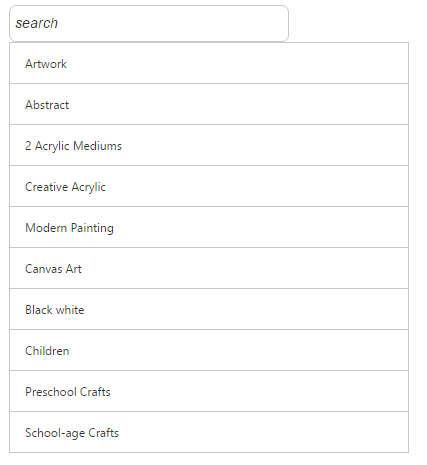 search
Artwork
Abstract
2 Acrylic Mediums
Creative Acrylic
Modern Painting
Canvas Art
Black white
Children
Preschool Crafts
School-age Crafts